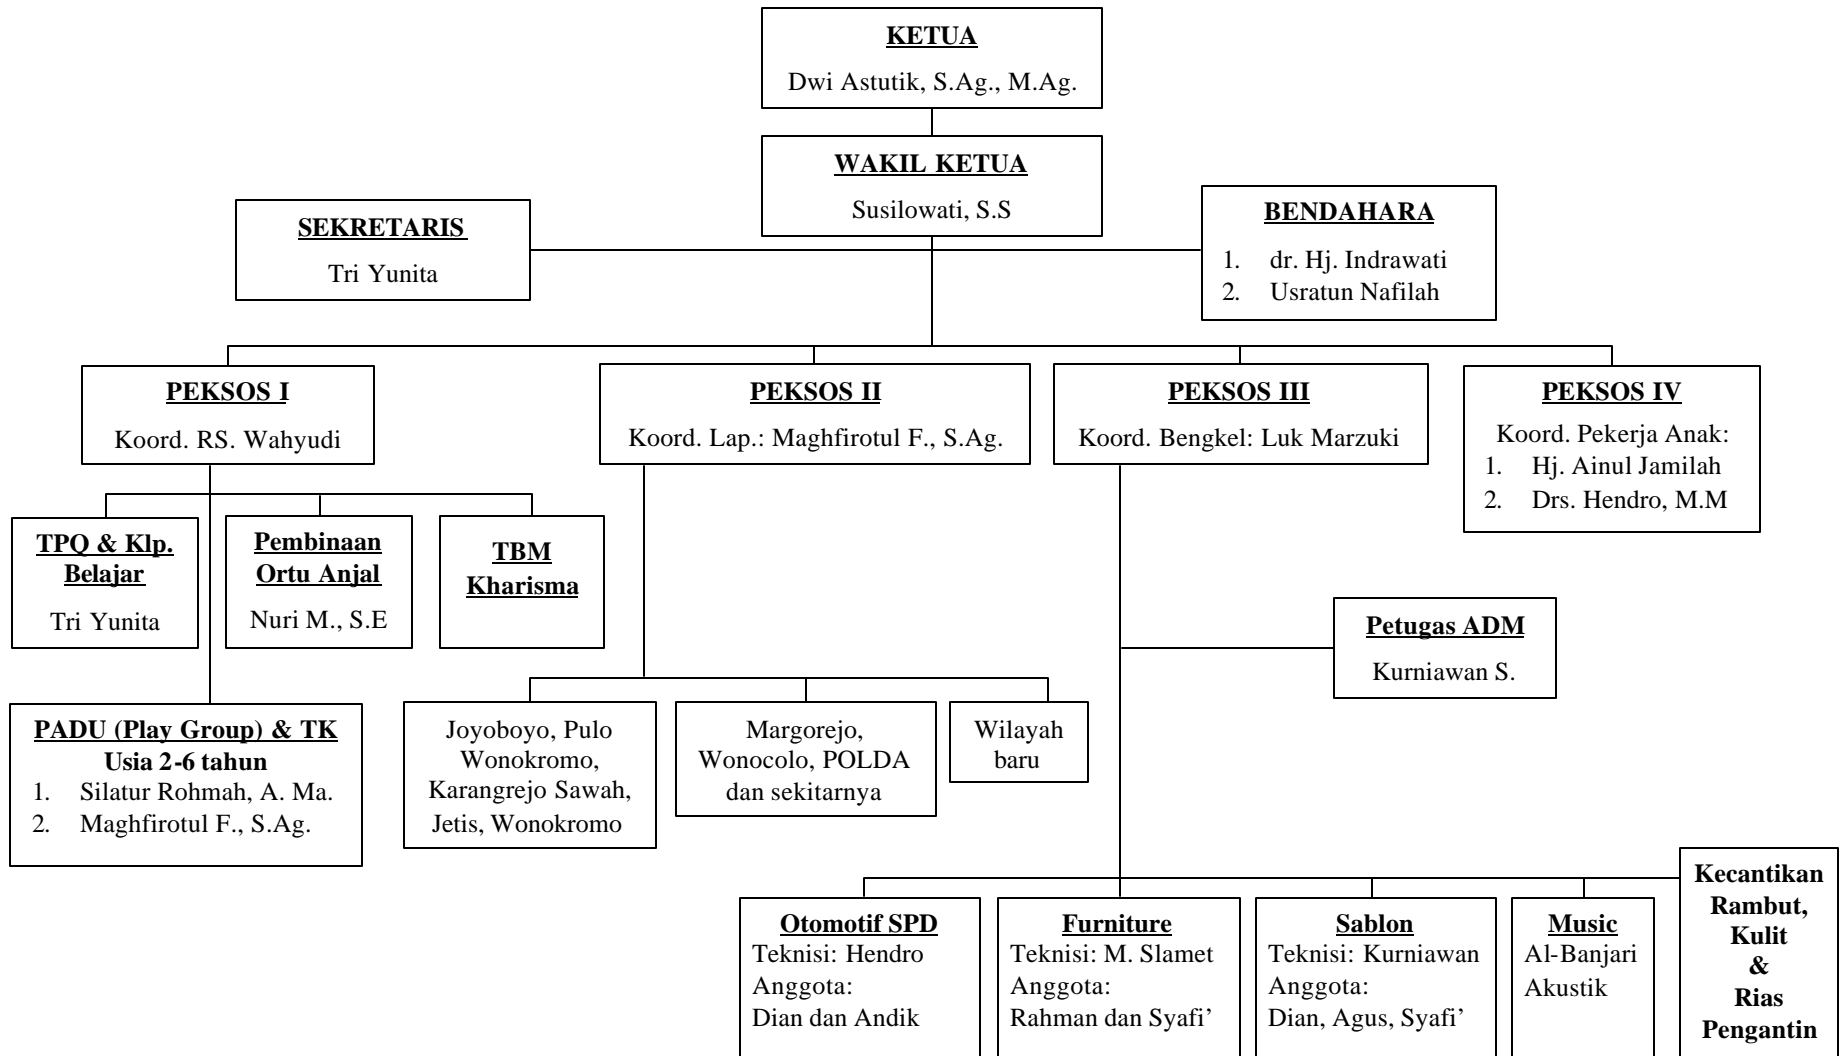 KETUA
Dwi Astutik, S.Ag., M.Ag.
WAKIL KETUA
Susilowati, S.S
SEKRETARIS
Tri Yunita
BENDAHARA
1. dr. Hj. Indrawati
2. Usratun Nafilah
PEKSOS I
Koord. RS. Wahyudi
PEKSOS II
Koord. Lap.: Maghfirotul F., S.Ag.
PEKSOS III
Koord. Bengkel: Luk Marzuki
PEKSOS IV
Koord. Pekerja Anak:
1. Hj. Ainul Jamilah
2. Drs. Hendro, M.M
TPQ & Klp.
Belajar
Tri Yunita
Pembinaan
Ortu Anjal
Nuri M., S.E
TBM
Kharisma
Petugas ADM
Kurniawan S.
PADU (Play Group) & TK
Usia 2-6 tahun
1. Silatur Rohmah, A. Ma.
2. Maghfirotul F., S.Ag.
Joyoboyo, Pulo
Wonokromo,
Karangrejo Sawah,
Jetis, Wonokromo
Margorejo,
Wonocolo, POLDA
dan sekitarnya
Wilayah
baru
Otomotif SPD
Teknisi: Hendro
Anggota:
Dian dan Andik
Furniture
Teknisi: M. Slamet
Anggota:
Rahman dan Syafi’
Sablon
Teknisi: Kurniawan
Anggota:
Dian, Agus, Syafi’
Music
Al-Banjari
Akustik
Kecantikan
Rambut,
Kulit
&
Rias
Pengantin